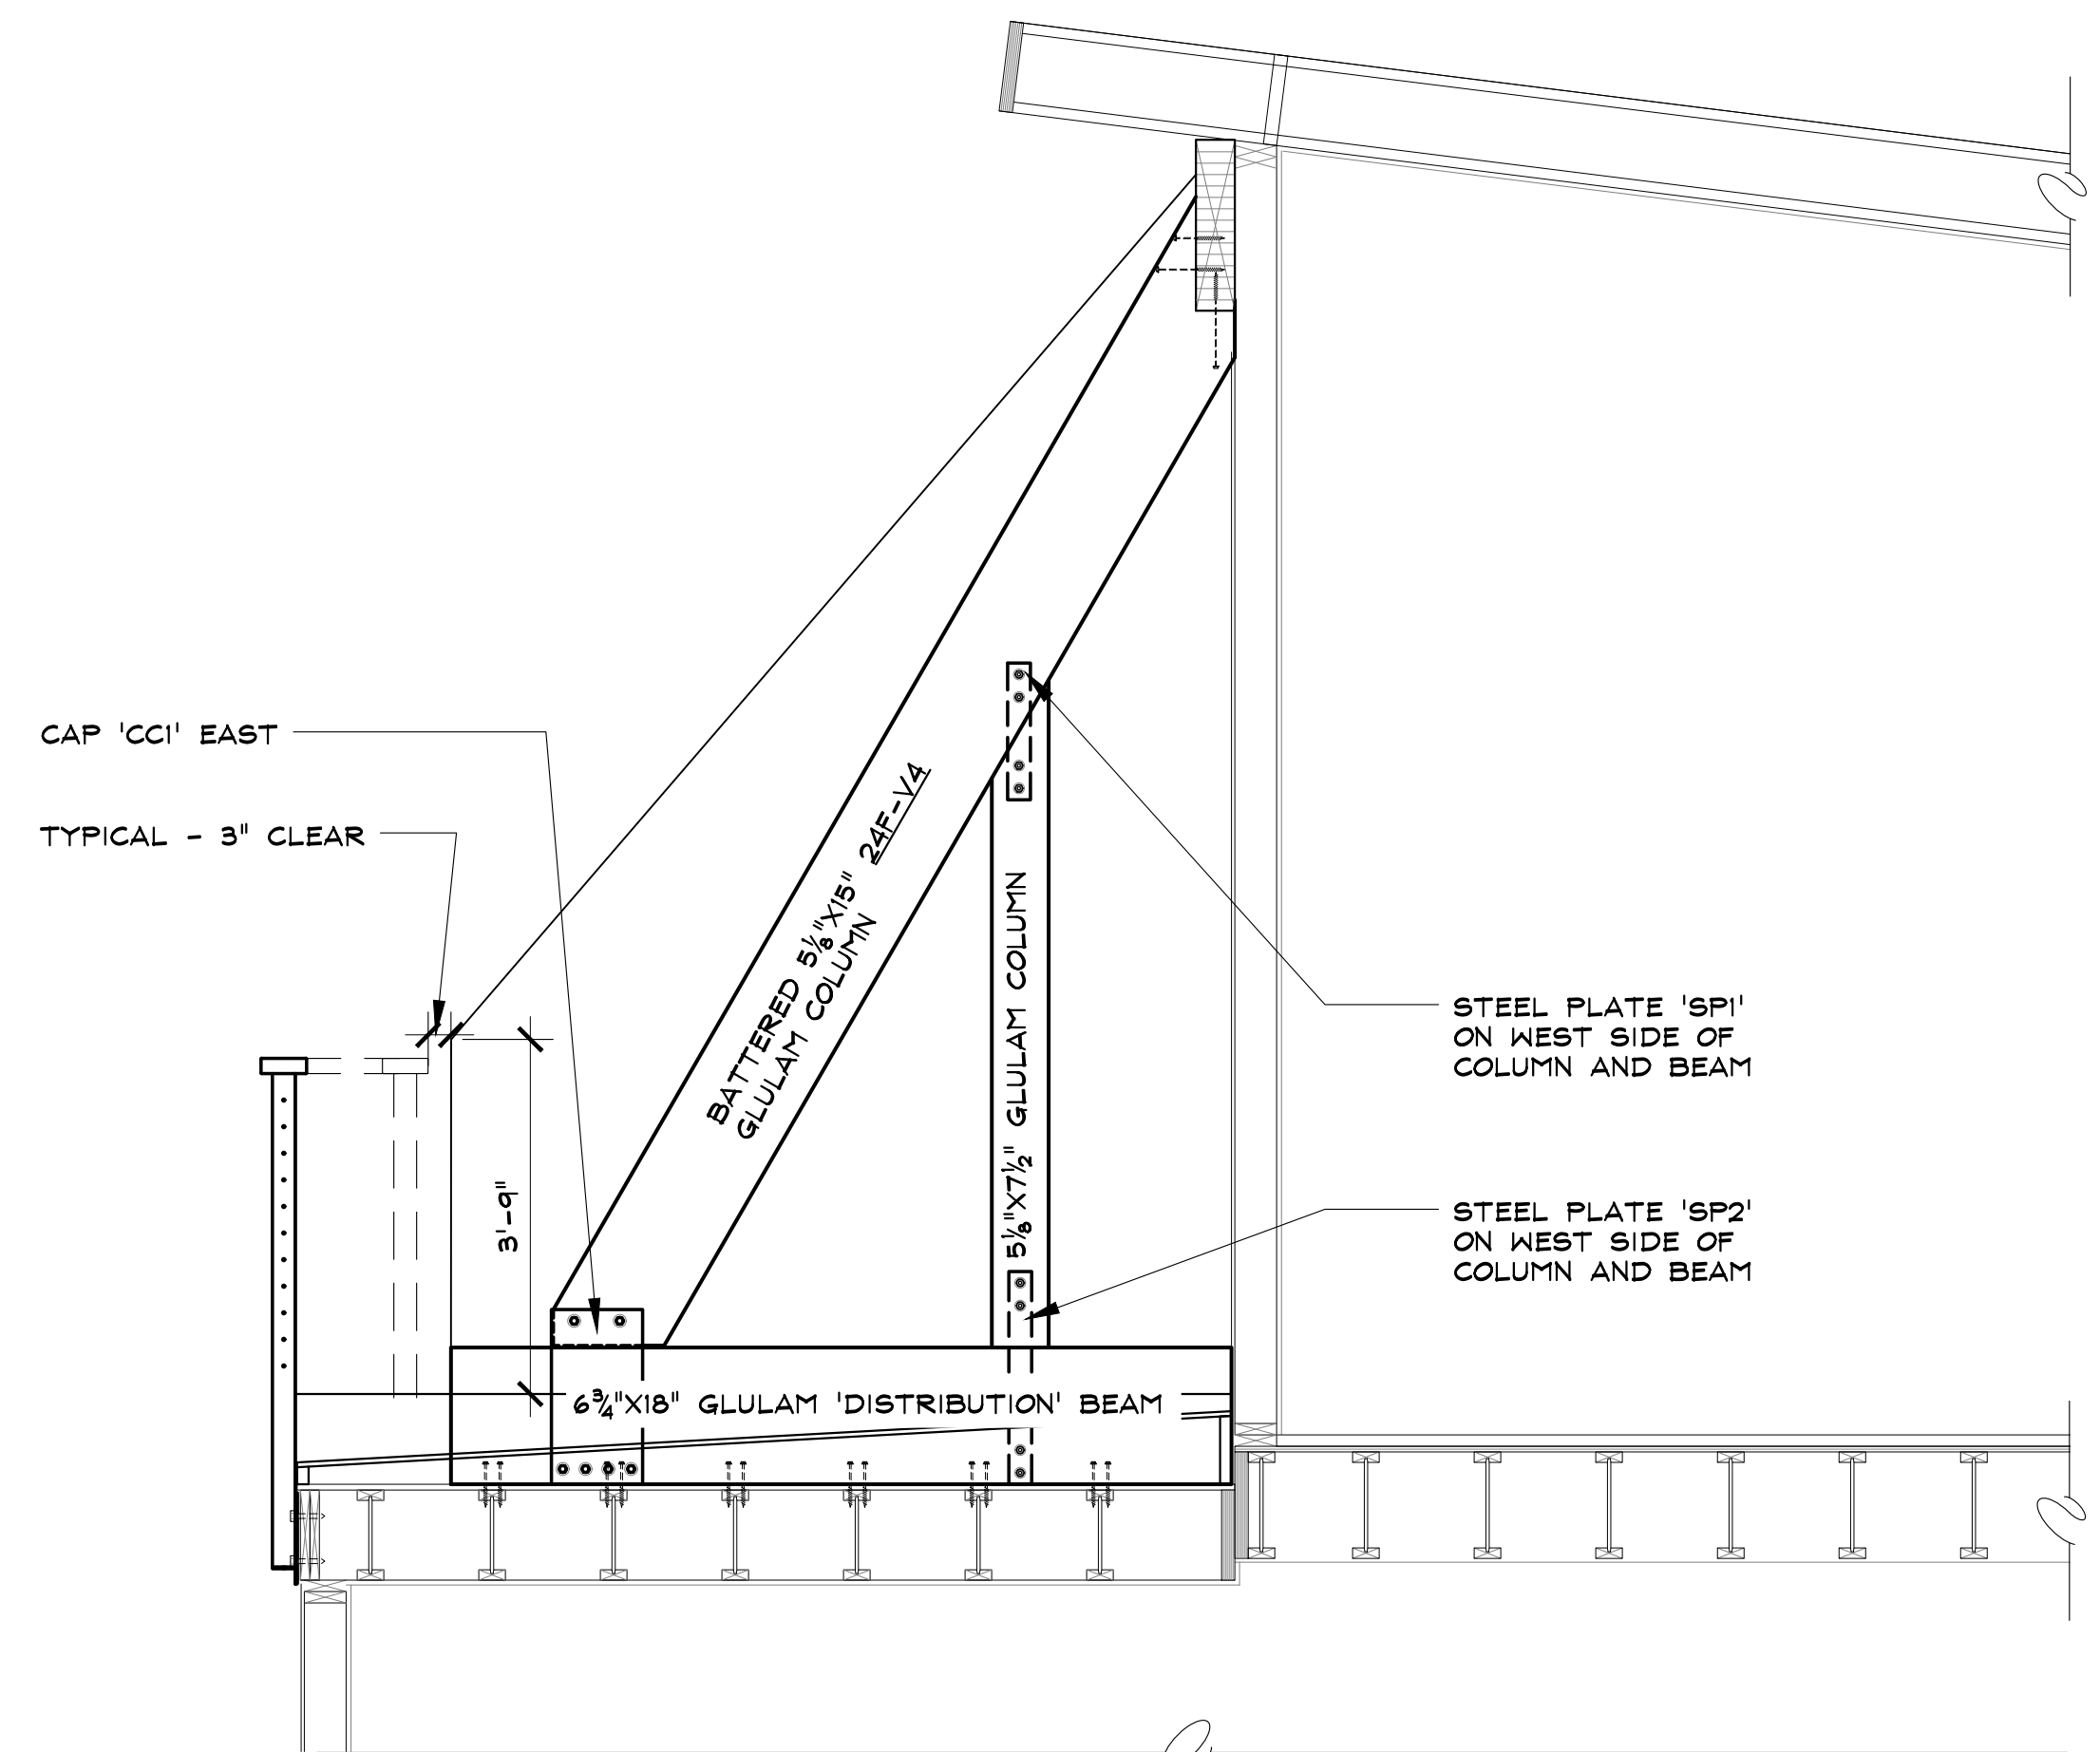 CAP 'CC1' EAST
TYPICAL - 3" CLEAR
3'-9"
BATTERED 5⅛"X15" 24F-V4
GLULAM COLUMN
5⅛"X7½" GLULAM COLUMN
STEEL PLATE 'SP1'
ON WEST SIDE OF
COLUMN AND BEAM
STEEL PLATE 'SP2'
ON WEST SIDE OF
COLUMN AND BEAM
6¾"X18" GLULAM 'DISTRIBUTION' BEAM